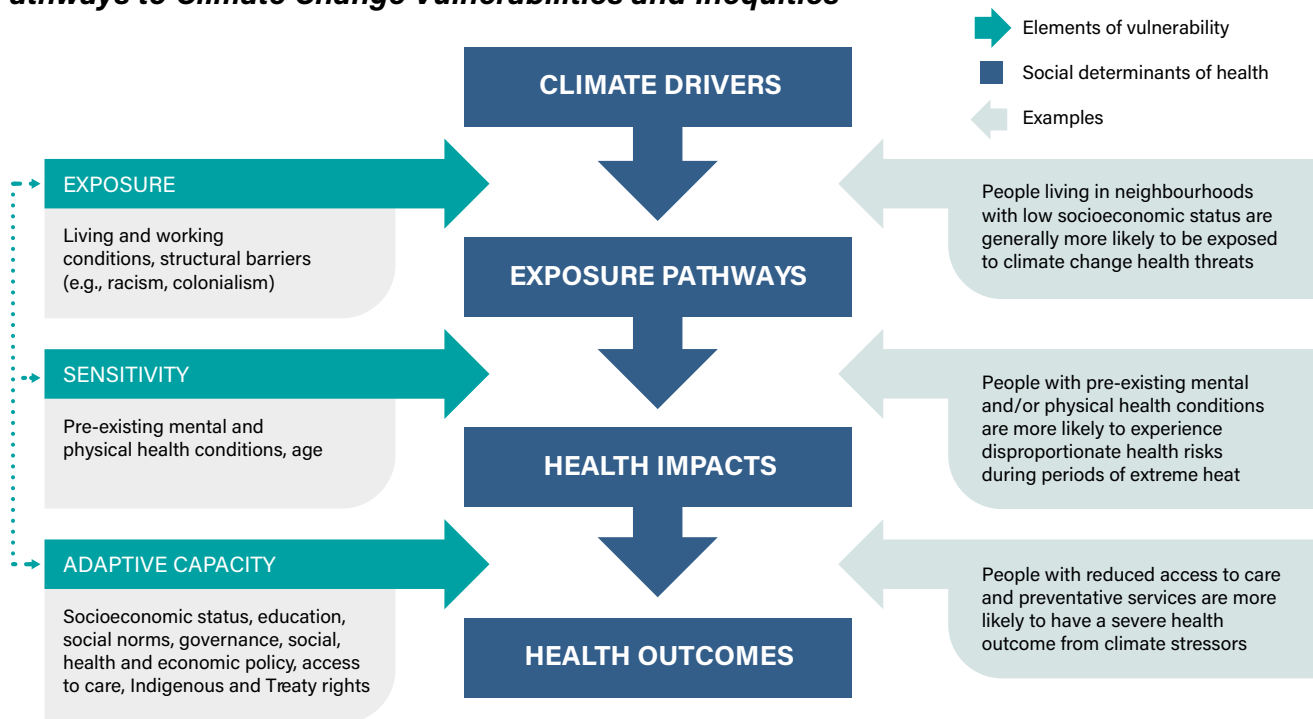 athways to Climate Change Vulnerabilities and Inequities
Elements of vulnerability
Social determinants of health
Examples
CLIMATE DRIVERS
EXPOSURE
Living and working
conditions, structural barriers
(e.g., racism, colonialism)
People living in neighbourhoods
with low socioeconomic status are
generally more likely to be exposed
to climate change health threats
EXPOSURE PATHWAYS
SENSITIVITY
Pre-existing mental and
physical health conditions, age
People with pre-existing mental
and/or physical health conditions
are more likely to experience
disproportionate health risks
during periods of extreme heat
HEALTH IMPACTS
ADAPTIVE CAPACITY
Socioeconomic status, education,
social norms, governance, social,
health and economic policy, access
to care, Indigenous and Treaty rights
People with reduced access to care
and preventative services are more
likely to have a severe health
outcome from climate stressors
HEALTH OUTCOMES